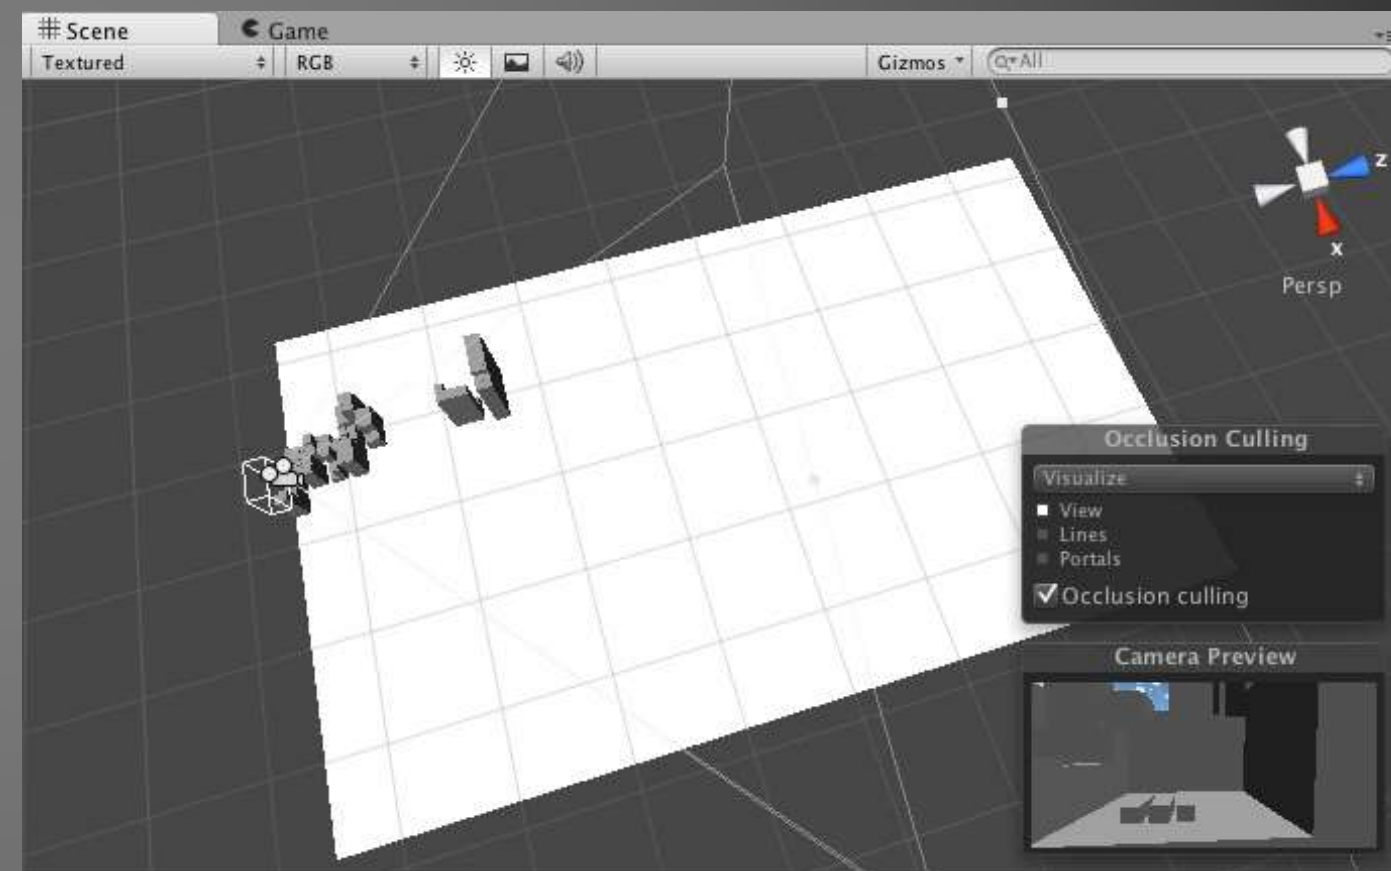 Scene Game
Textured RGB Gizmos All
z
x
Persp
Occlusion Culling
Visualize
View
Lines
Portals
Occlusion culling
Camera Preview